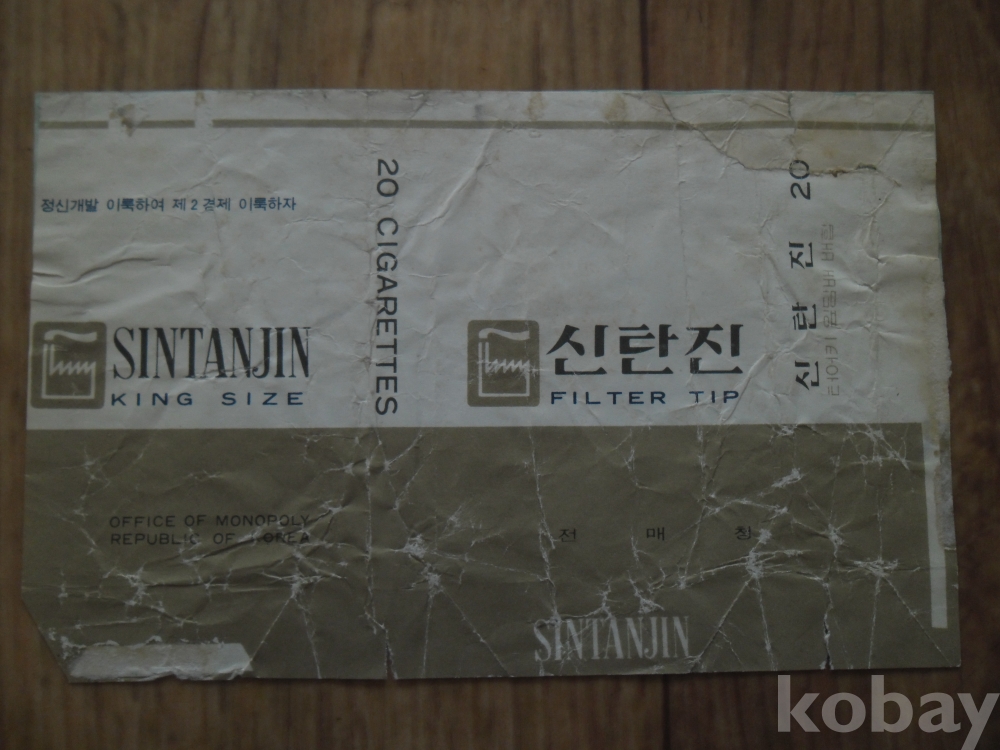 정신개발 이룩하여 제2경제 이룩하자
SINTANJIN
KING SIZE
OFFICE OF MONOPOLY
REPUBLIC OF KOREA
20 CIGARETTES
신탄진
FILTER TIP
전 매 청
SINTANJIN
신 탄 진 20
kobay